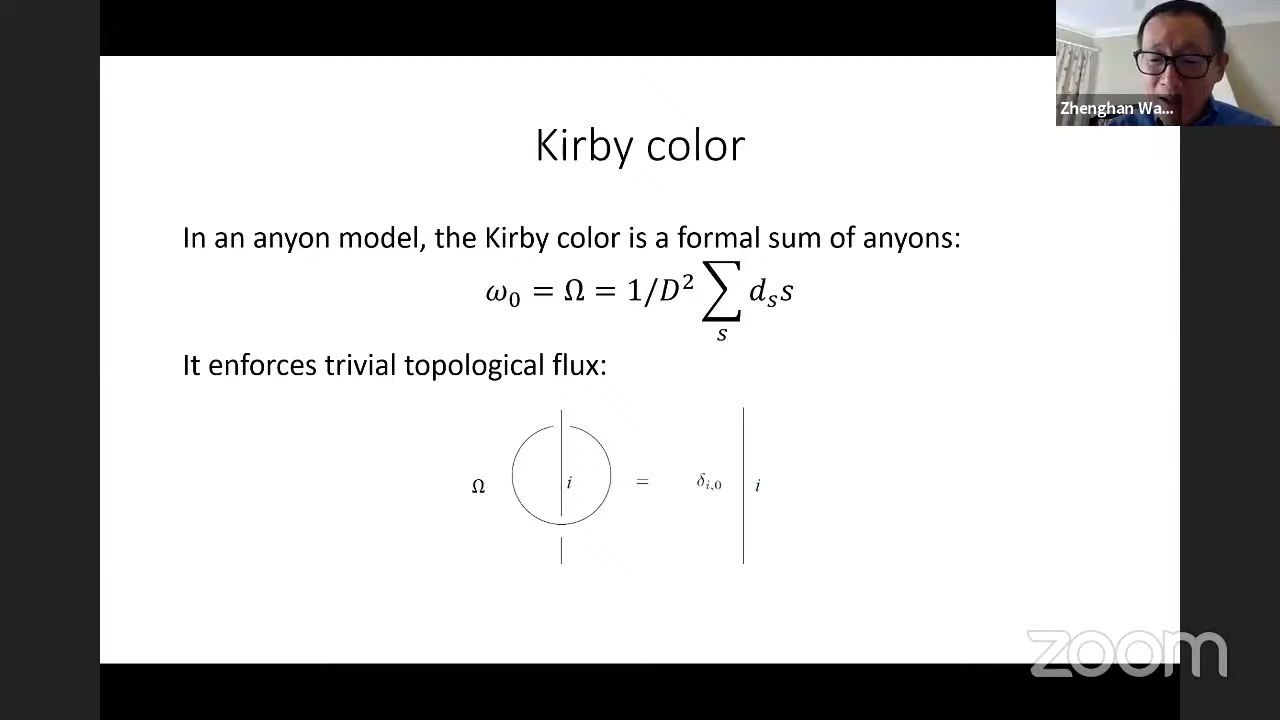 Zhenghan Wa...
Kirby color
In an anyon model, the Kirby color is a formal sum of anyons:
𝜔₀ = Ω = 1/𝐷² ∑ₛ 𝑑ₛ𝑠
It enforces trivial topological flux:
Ω i = δᵢ,₀ i
zoom